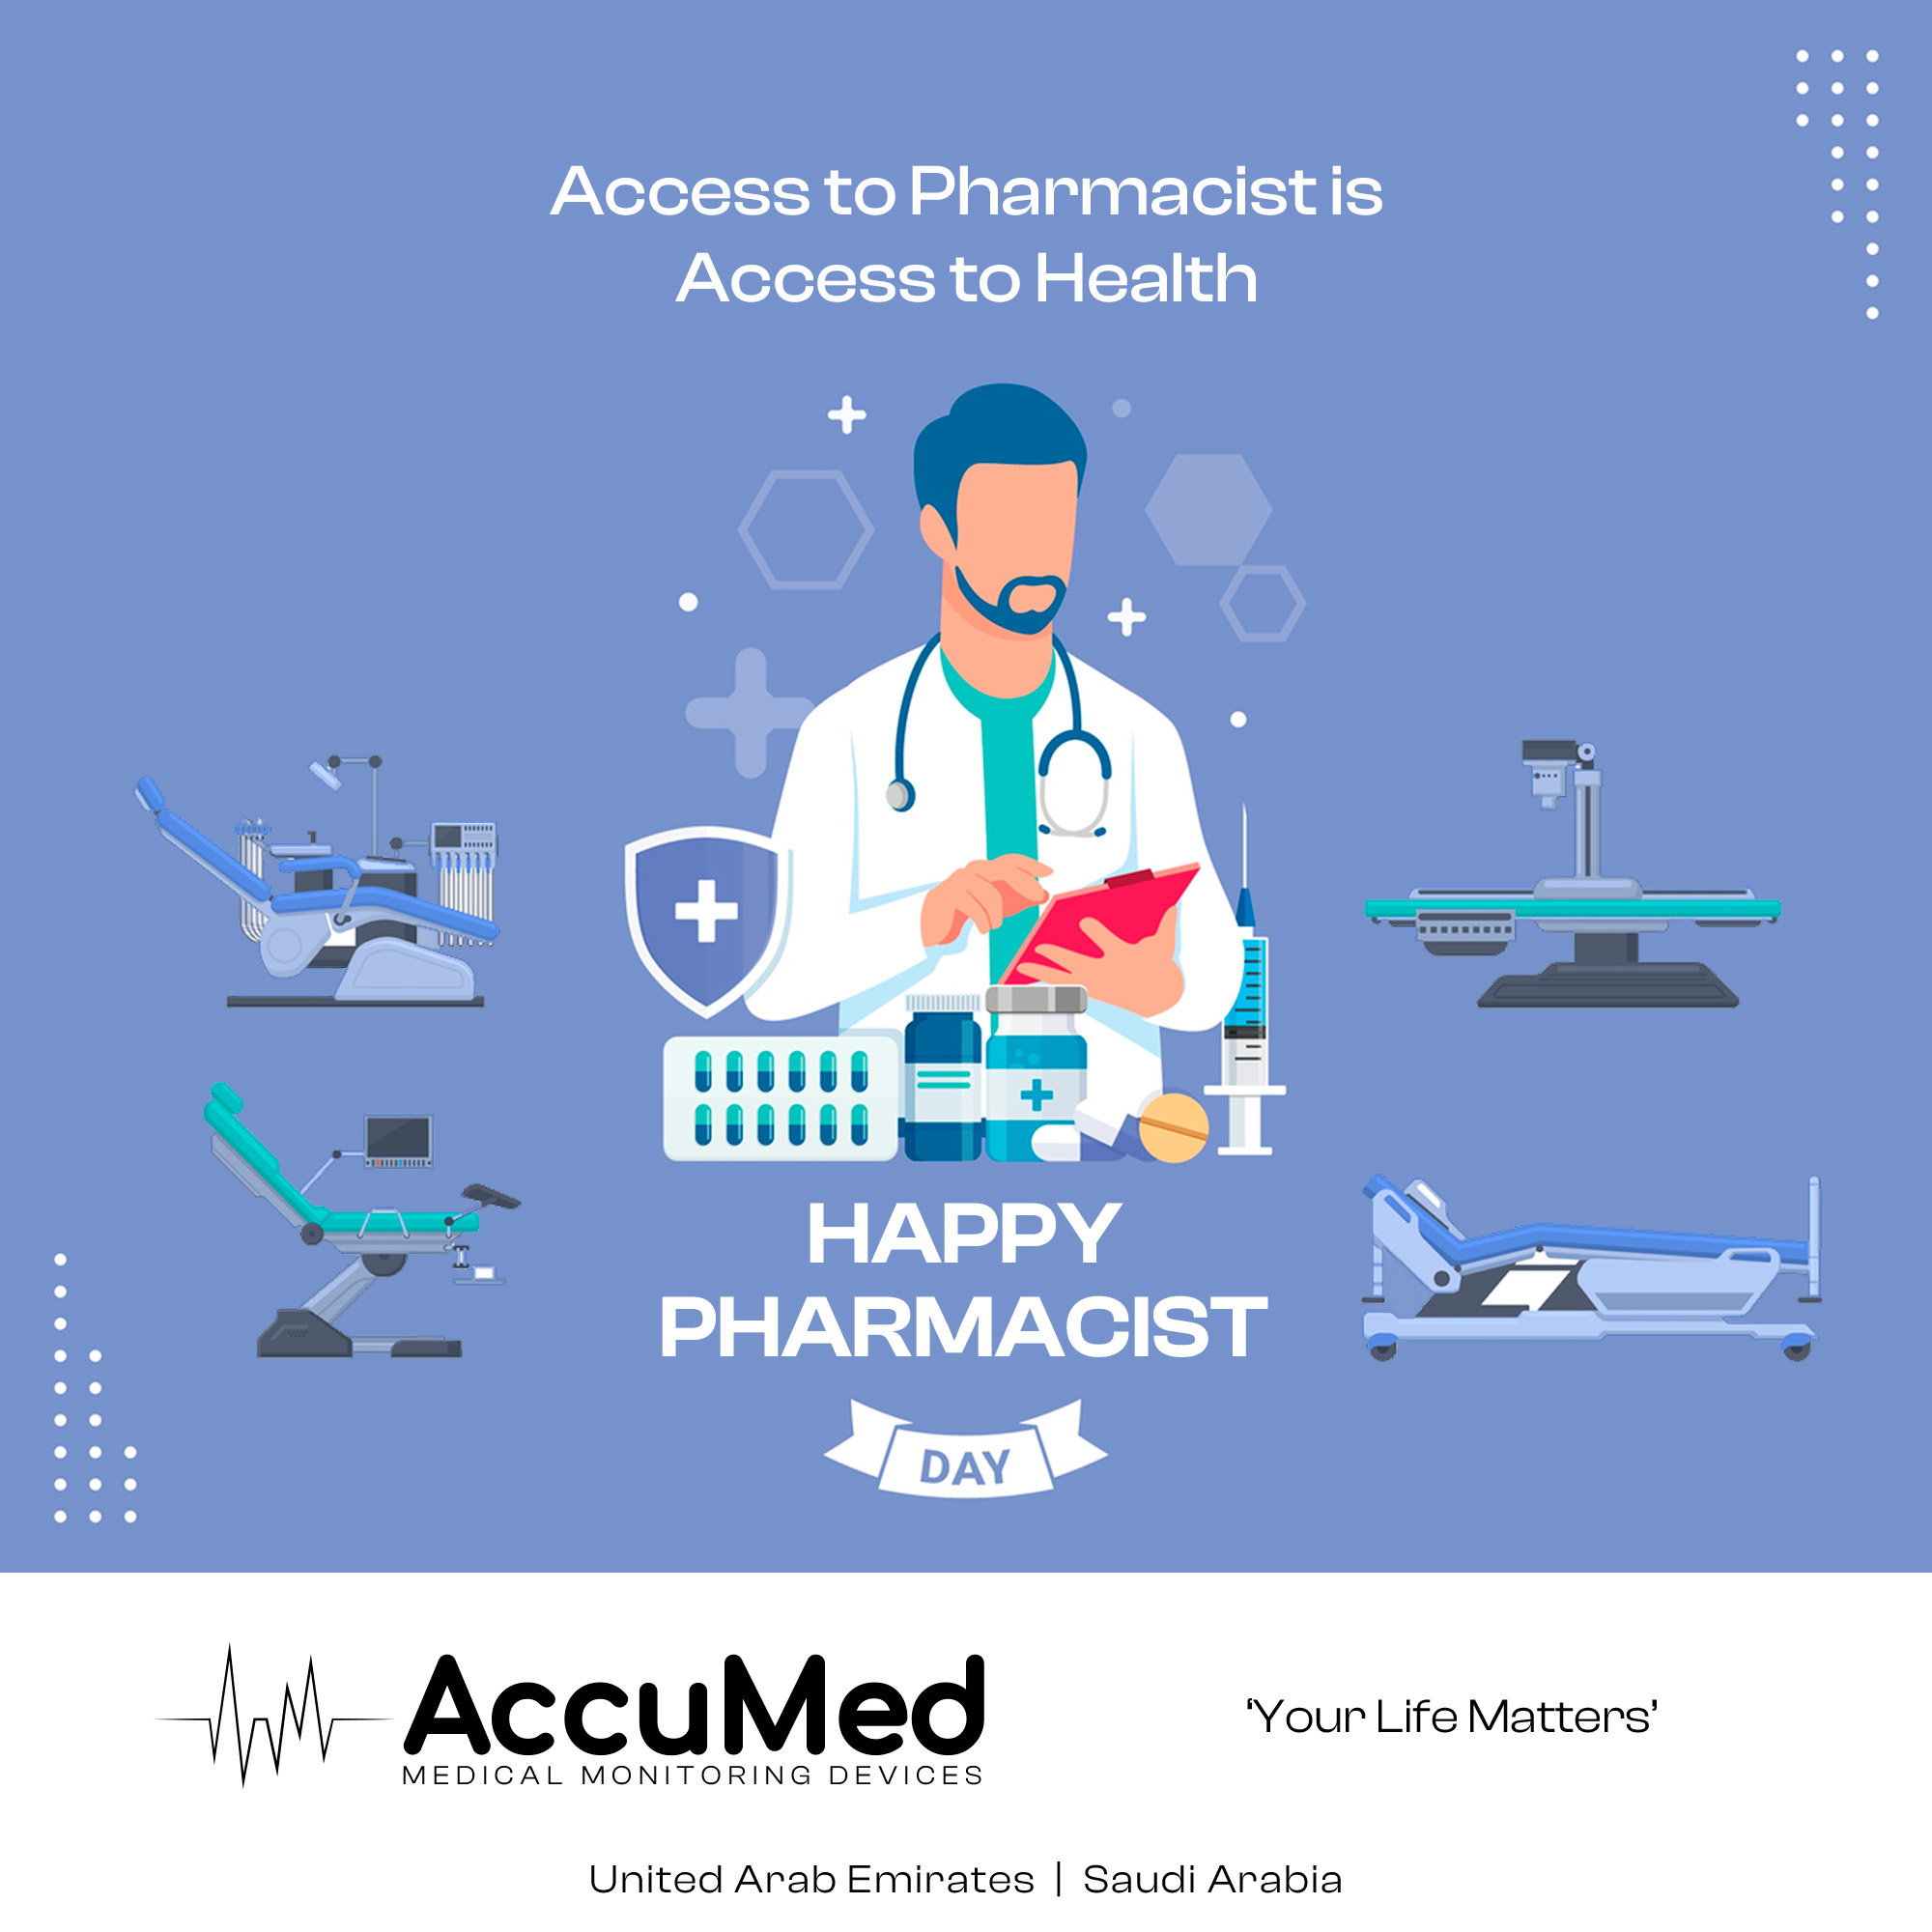 Access to Pharmacist is
Access to Health
HAPPY
PHARMACIST
DAY
AccuMed
MEDICAL MONITORING DEVICES
‘Your Life Matters’
United Arab Emirates | Saudi Arabia